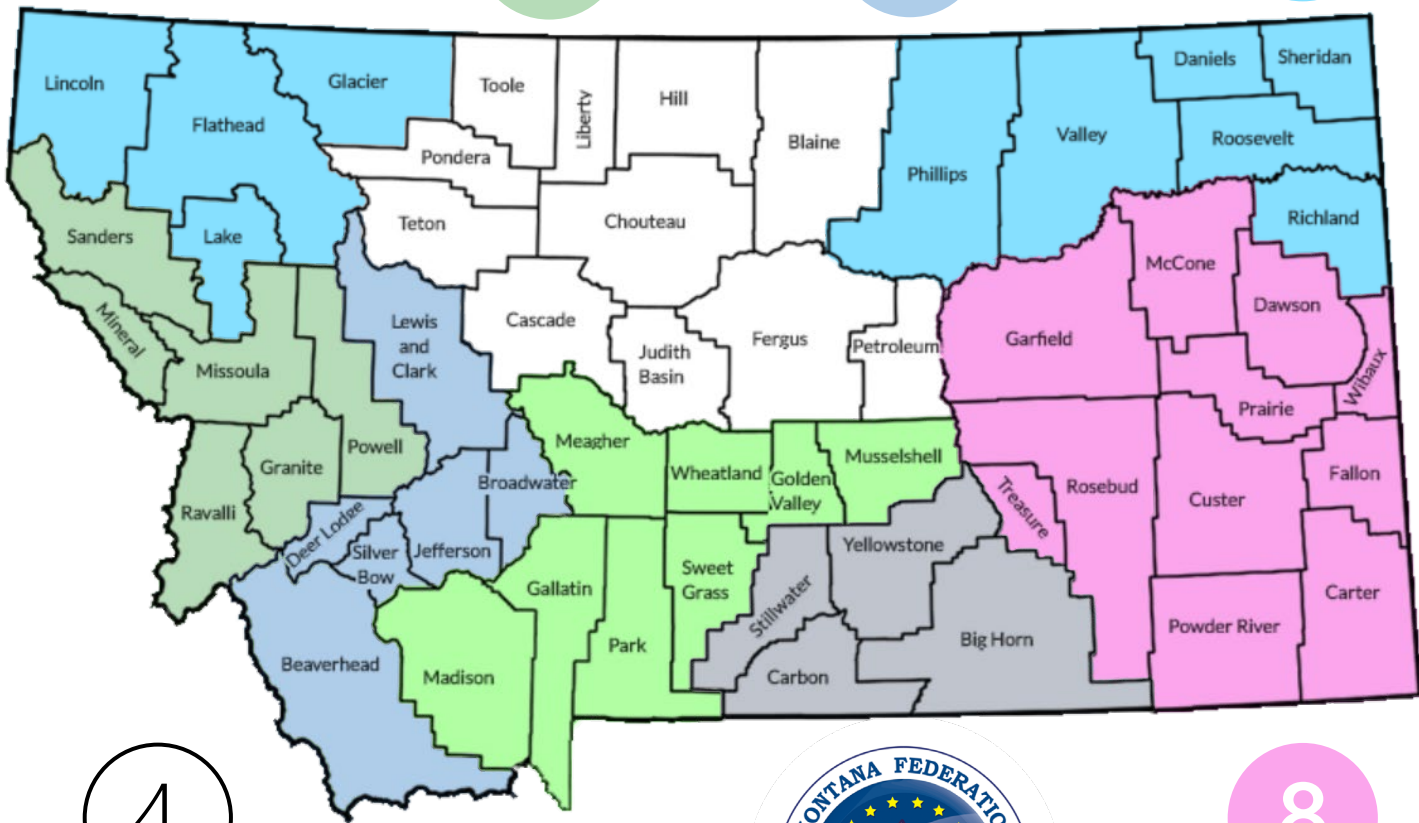 Lincoln
Flathead
Glacier
Toole
Liberty
Hill
Blaine
Phillips
Valley
Daniels
Sheridan
Roosevelt
Richland
Pondera
Teton
Chouteau
Sanders
Lake
Mineral
Missoula
Lewis
and
Clark
Cascade
Judith
Basin
Fergus
Petroleum
Garfield
McCone
Dawson
Wibaux
Prairie
Powell
Granite
Ravalli
Meagher
Broadwater
Wheatland
Golden
Valley
Musselshell
Treasure
Rosebud
Custer
Fallon
Deer Lodge
Silver
Bow
Jefferson
Gallatin
Sweet
Grass
Stillwater
Yellowstone
Big Horn
Carter
Powder River
Beaverhead
Madison
Park
Carbon
4
ONTANA FEDERATIO
8